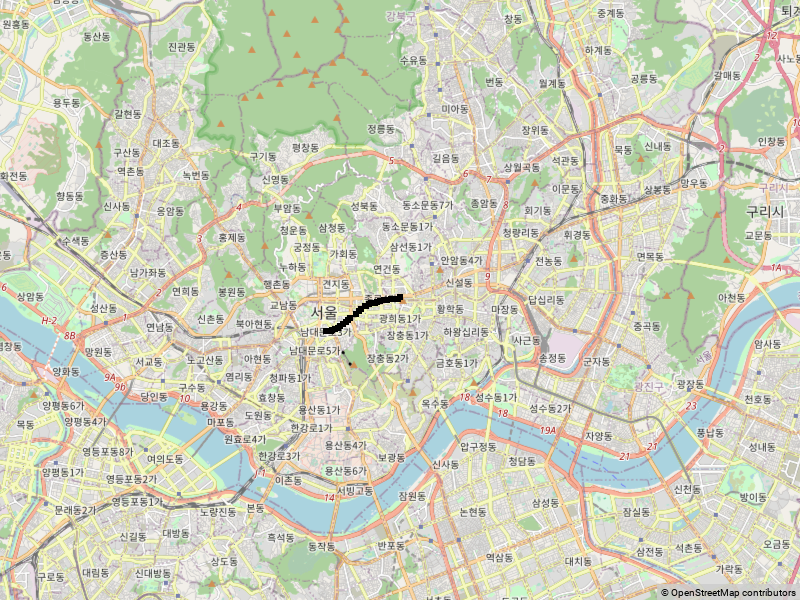 원흥동
강북구
창동
중계동
퇴계
동산동
진관동
수유동
하계동
사노동
용두동
번동
월계동
공릉동
갈매동
갈현동
미아동
대조동
정릉동
창위동
인창동
구산동
구기동
평창동
길음동
석관동
묵동
신내동
화전동
역촌동
녹번동
신영동
상월곡동
향동동
이문동
상봉동
망우동
구리시
신사동
응암동
부암동
성북동
동소문동7가
종암동
중화동
구리시
수색동
홍제동
청운동
삼청동
동소문동1가
회기동
휘경동
교문동
증산동
궁정동
가회동
삼선동1가
청량리동
면목동
남가좌동
누하동
연건동
안암동4가
전농동
상암동
연희동
봉원동
행촌동
견지동
신설동
답십리동
아천동
성산동
교남동
서울
황학동
마장동
중곡동
H-2
연남동
신촌동
북아현동
광희동1가
하왕십리동
사근동
망원동
서교동
노고산동
아현동
남대문로5가
장충동1가
장충동2가
금호동1가
송정동
군자동
서울
양화동
구수동
염리동
청파동1가
광진구
광장동
당인동
용강동
효창동
용산동1가
옥수동
성수동1가
성수동2가
천호동
양평동6가
마포동
도원동
한강로1가
목동
양평동4가
원효로4가
용산동4가
압구정동
19A
자양동
풍납동
영등포동8가
여의도동
한강로3가
보광동
신사동
청담동
성내동
양평동1가
영등포동7가
용산동6가
이촌동
서빙고동
잠원동
삼성동
신천동
방이동
문래동2가
영등포동2가
노량진동
본동
논현동
잠실동
신길동
대방동
흑석동
동작동
반포동
역삼동
삼전동
석촌동
오금동
구로동
대림동
신대방동
상도동
대치동
가락동
© OpenStreetMap contributors